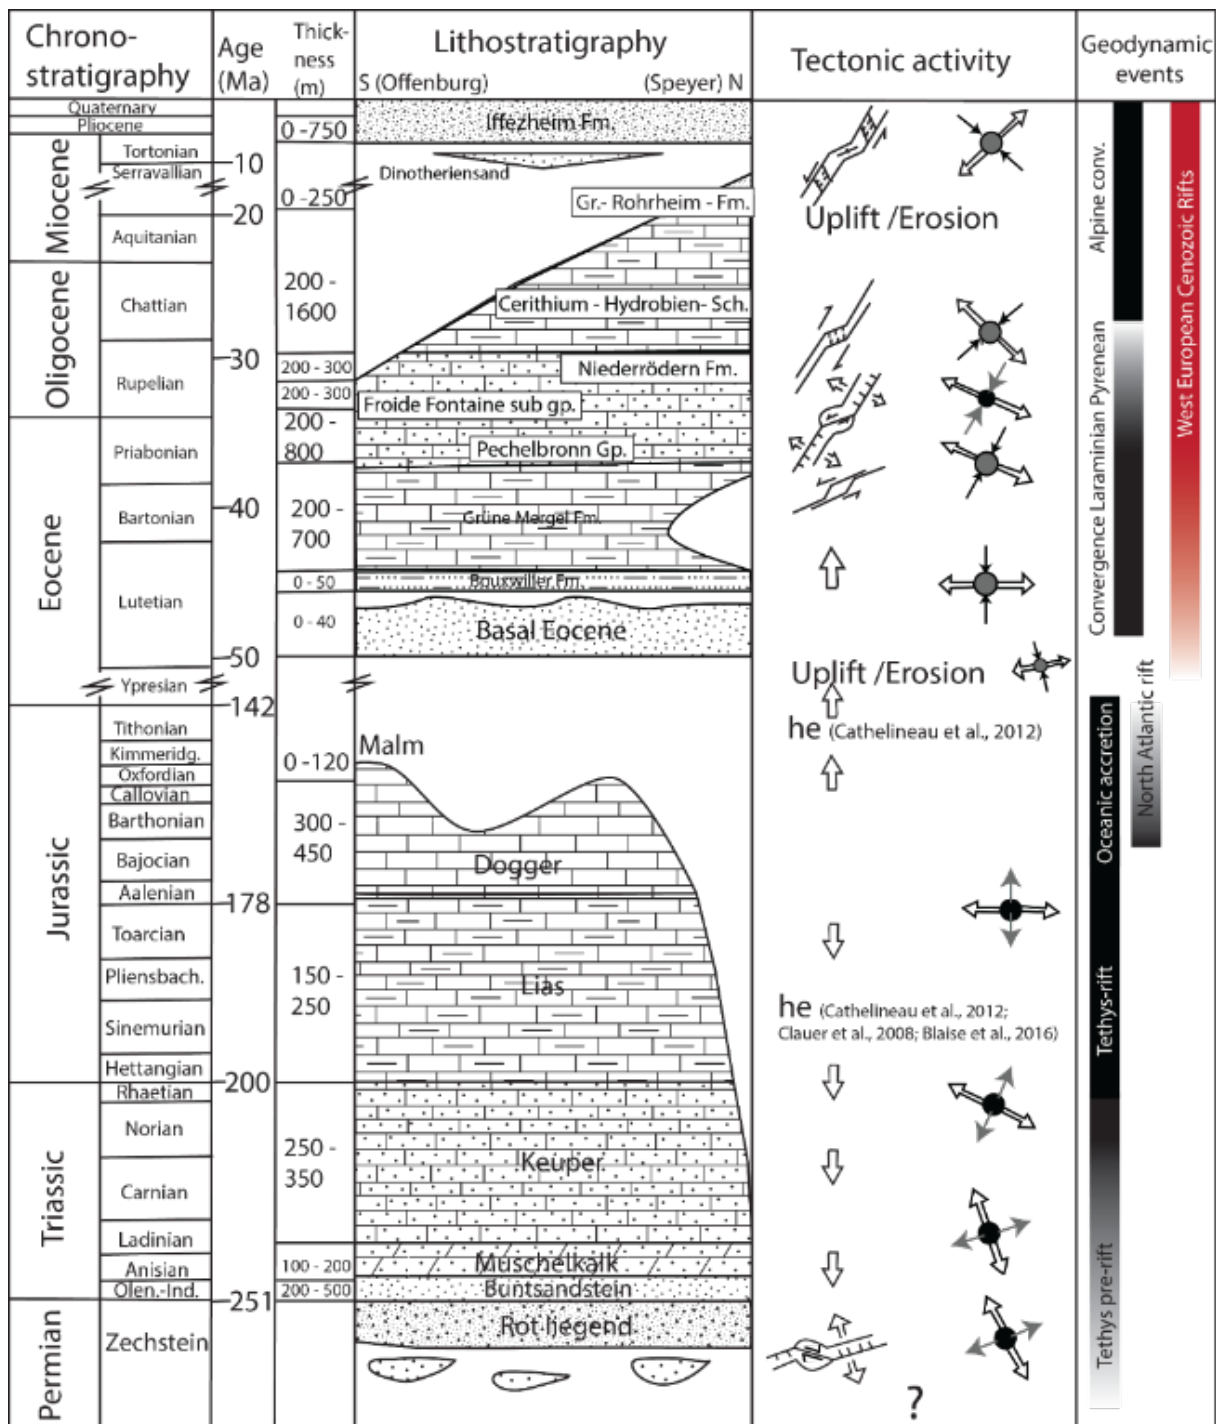 Chrono-
stratigraphy
Age
(Ma)
Thick-
ness
(m)
Lithostratigraphy
S (Offenburg)
(Speyer) N
Tectonic activity
Geodynamic
events
Quaternary
Pliocene
Miocene
Tortonian
Serravallian
Aquitanian
Oligocene
Chattian
Rupelian
Eocene
Priabonian
Bartonian
Lutetian
Ypresian
Jurassic
Tithonian
Kimmeridg.
Oxfordian
Callovian
Barthonian
Bajocian
Aalenian
Toarcian
Pliensbach.
Sinemurian
Hettangian
Triassic
Rhaetian
Norian
Carnian
Ladinian
Anisian
Olen.-Ind.
Permian
Zechstein
10
20
30
40
50
142
178
200
251
0 -750
0 -250
200 -
1600
200 - 300
200 - 300
200 -
800
200 -
700
0 - 50
0 - 40
0 -120
300 -
450
150 -
250
250 -
350
100 - 200
200 - 500
Iffezheim Fm.
Dinotheriensand
Gr.- Rohrheim - Fm.
Cerithium - Hydrobien- Sch.
Niederrödern Fm.
Froide Fontaine sub gp.
Pechelbronn Gp.
Grüne Mergel Fm.
Bouxwiller Fm.
Basal Eocene
Malm
Dogger
Lias
Keuper
Muschelkalk
Buntsandstein
Rot liegend
Uplift /Erosion
Uplift /Erosion
he (Cathelineau et al., 2012)
he (Cathelineau et al., 2012;
Clauer et al., 2008; Blaise et al., 2016)
?
Alpine conv.
Convergence Laraminian Pyrenean
West European Cenozoic Rifts
North Atlantic rift
Oceanic accretion
Tethys-rift
Tethys pre-rift